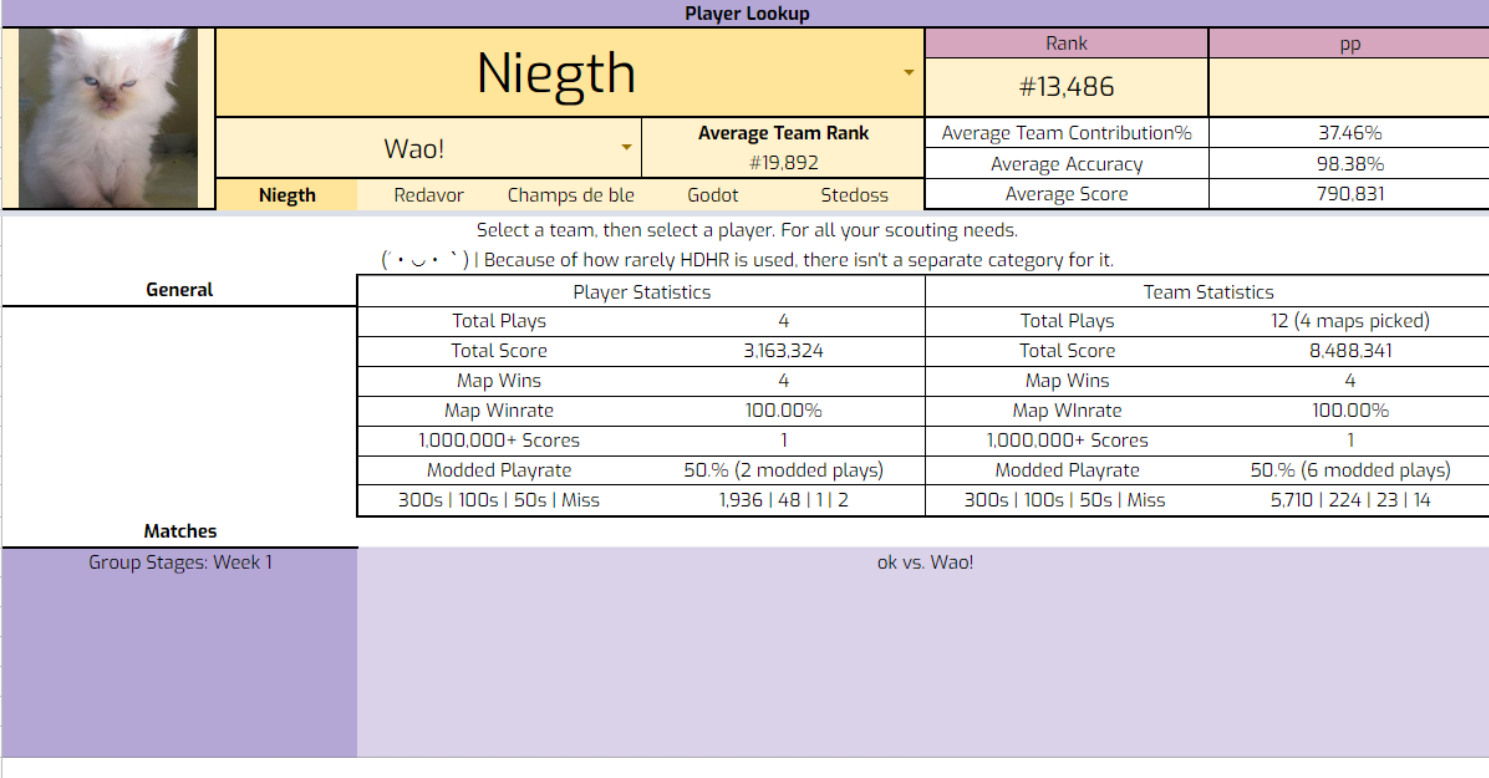 Player Lookup
Niegth
Rank
pp
#13,486
Wao!
Average Team Rank
#19,892
Average Team Contribution%
37.46%
Average Accuracy
98.38%
Average Score
790,831
Niegth
Redavor
Champs de ble
Godot
Stedoss
Select a team, then select a player. For all your scouting needs.
(´・◡・｀) | Because of how rarely HDHR is used, there isn't a separate category for it.
General
Player Statistics
Team Statistics
Total Plays
4
Total Plays
12 (4 maps picked)
Total Score
3,163,324
Total Score
8,488,341
Map Wins
4
Map Wins
4
Map Winrate
100.00%
Map WInrate
100.00%
1,000,000+ Scores
1
1,000,000+ Scores
1
Modded Playrate
50.% (2 modded plays)
Modded Playrate
50.% (6 modded plays)
300s | 100s | 50s | Miss
1,936 | 48 | 1 | 2
300s | 100s | 50s | Miss
5,710 | 224 | 23 | 14
Matches
Group Stages: Week 1
ok vs. Wao!